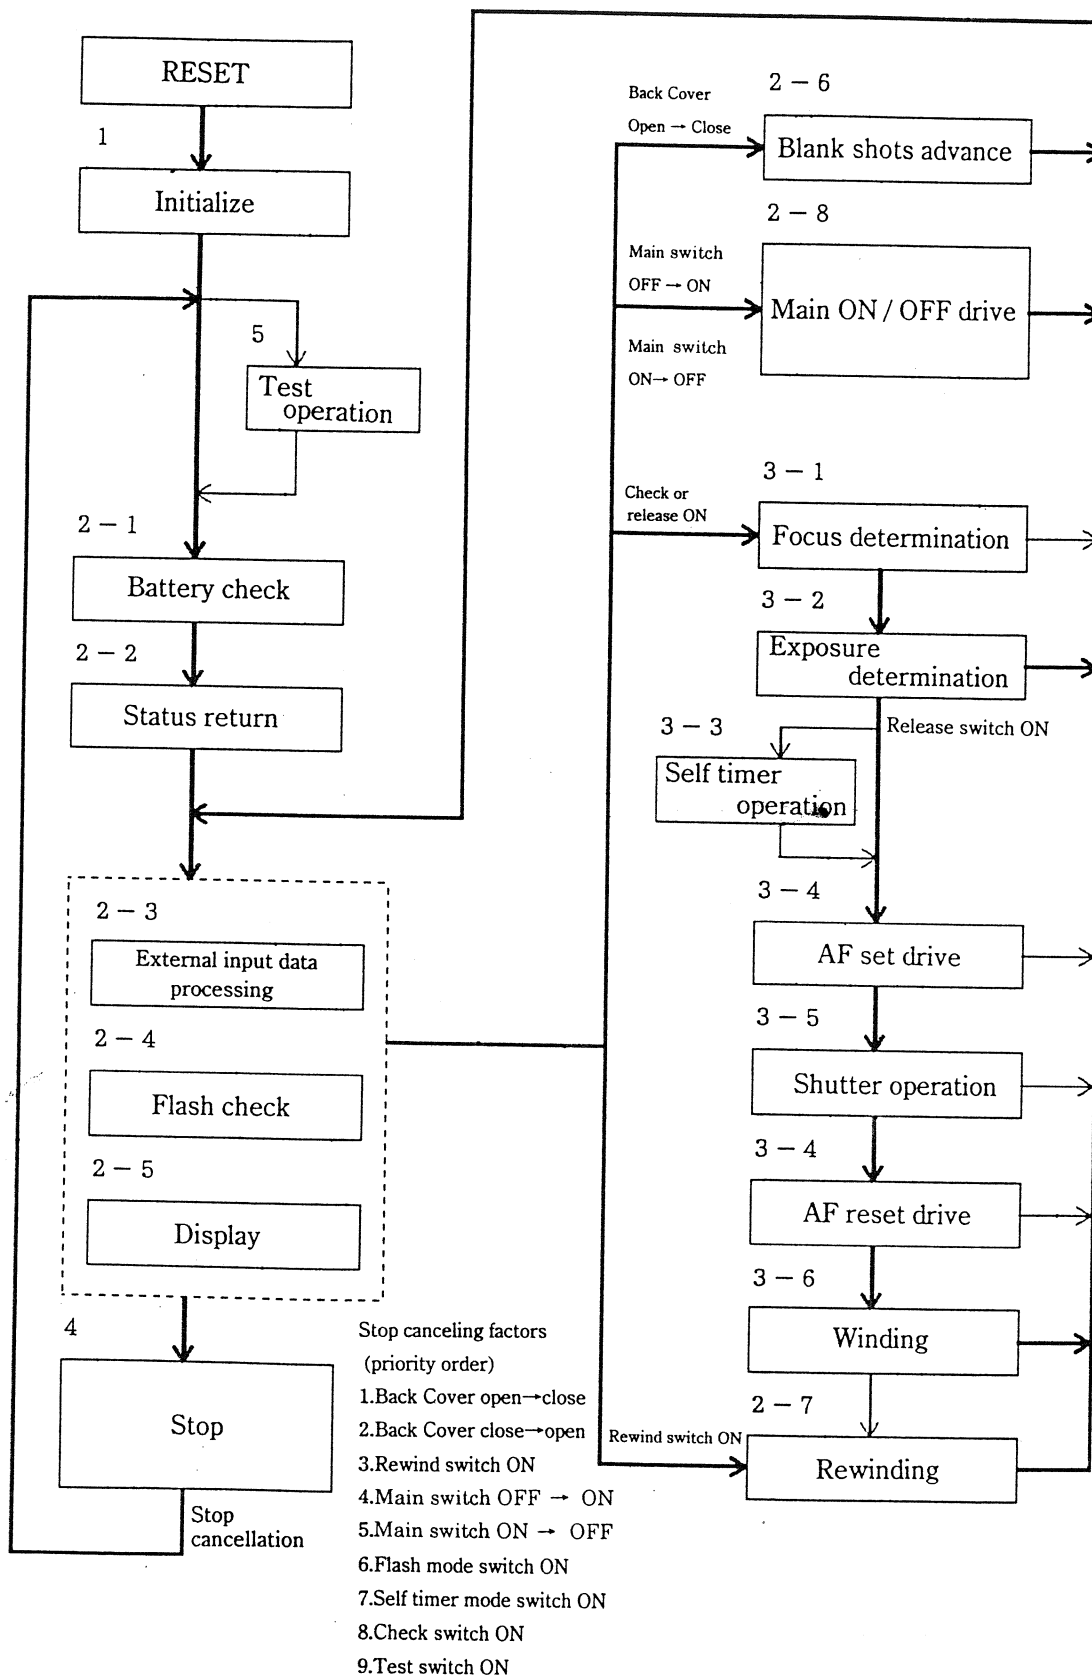 RESET
1
Initialize
5
Test
operation
2 − 1
Battery check
2 − 2
Status return
2 − 3
External input data
processing
2 − 4
Flash check
2 − 5
Display
4
Stop
Stop
cancellation
Stop canceling factors
(priority order)
1.Back Cover open→close
2.Back Cover close→open
3.Rewind switch ON
4.Main switch OFF → ON
5.Main switch ON → OFF
6.Flash mode switch ON
7.Self timer mode switch ON
8.Check switch ON
9.Test switch ON
Back Cover
Open → Close
2 − 6
Blank shots advance
2 − 8
Main switch
OFF → ON
Main ON / OFF drive
Main switch
ON → OFF
3 − 1
Check or
release ON
Focus determination
3 − 2
Exposure
determination
Release switch ON
3 − 3
Self timer
operation
3 − 4
AF set drive
3 − 5
Shutter operation
3 − 4
AF reset drive
3 − 6
Winding
2 − 7
Rewind switch ON
Rewinding